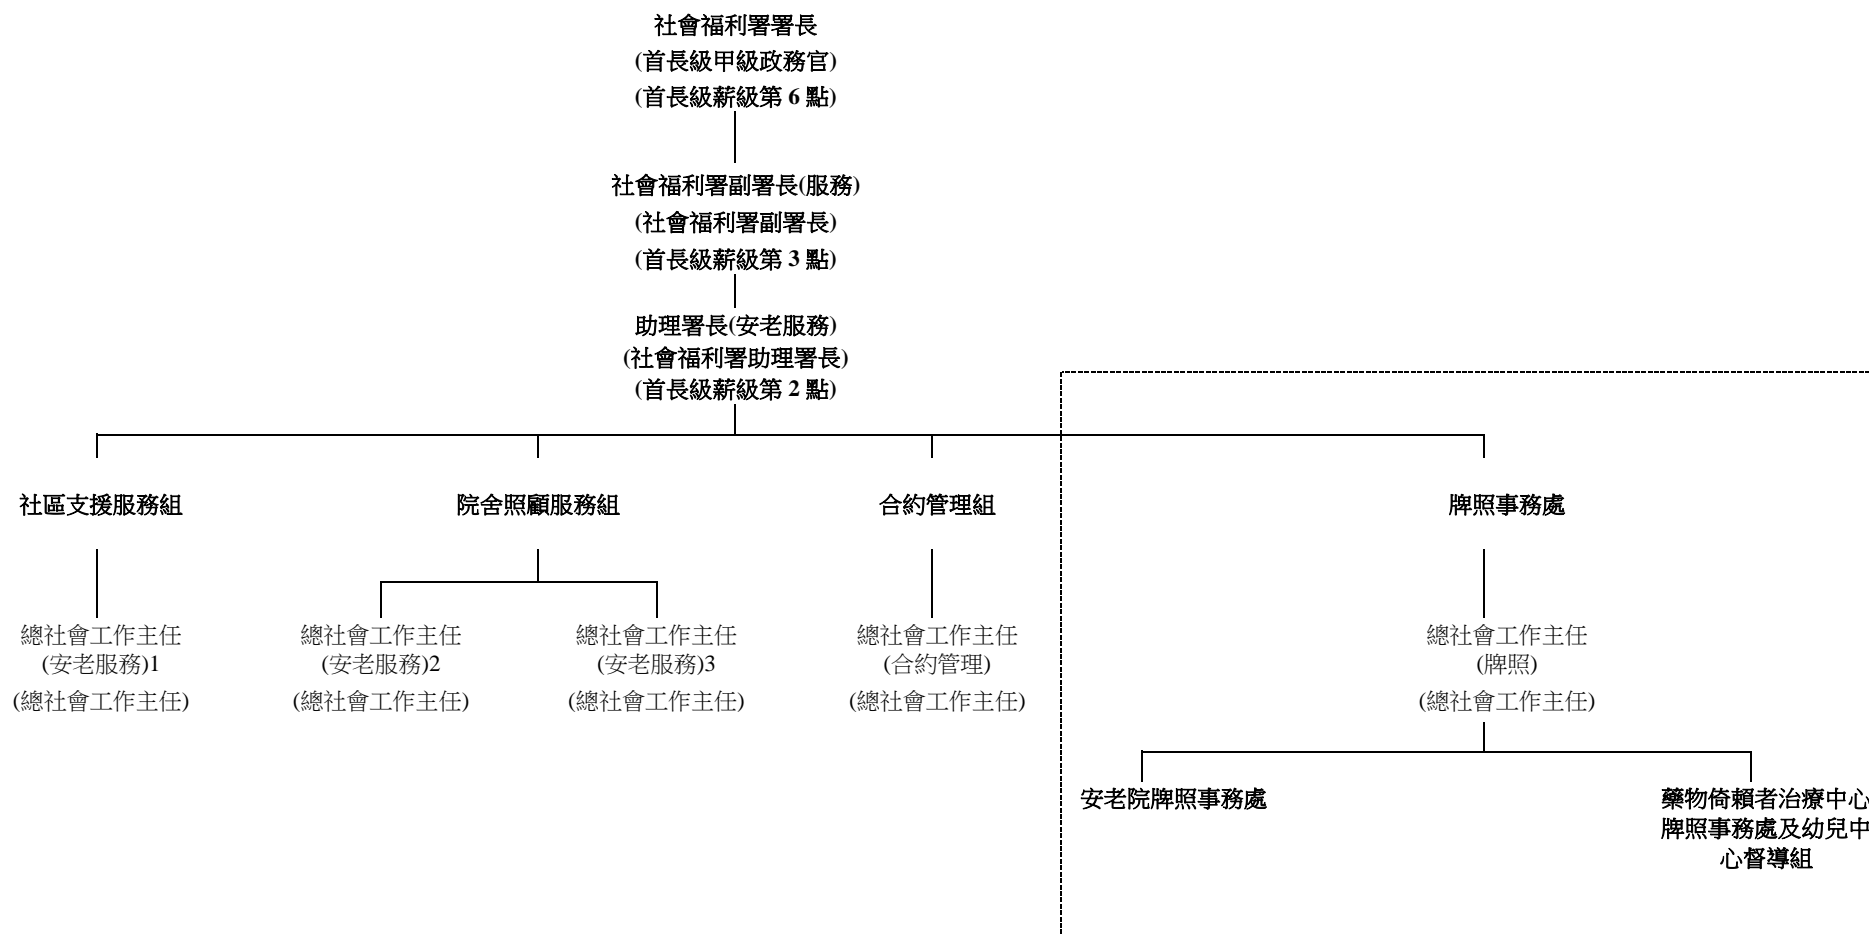 社會福利署署長
(首長級甲級政務官)
(首長級薪級第 6 點)
社會福利署副署長(服務)
(社會福利署副署長)
(首長級薪級第 3 點)
助理署長(安老服務)
(社會福利署助理署長)
(首長級薪級第 2 點)
社區支援服務組
院舍照顧服務組
合約管理組
牌照事務處
總社會工作主任
(安老服務)1
(總社會工作主任)
總社會工作主任
(安老服務)2
(總社會工作主任)
總社會工作主任
(安老服務)3
(總社會工作主任)
總社會工作主任
(合約管理)
(總社會工作主任)
總社會工作主任
(牌照)
(總社會工作主任)
安老院牌照事務處
藥物倚賴者治療中心
牌照事務處及幼兒中
心督導組